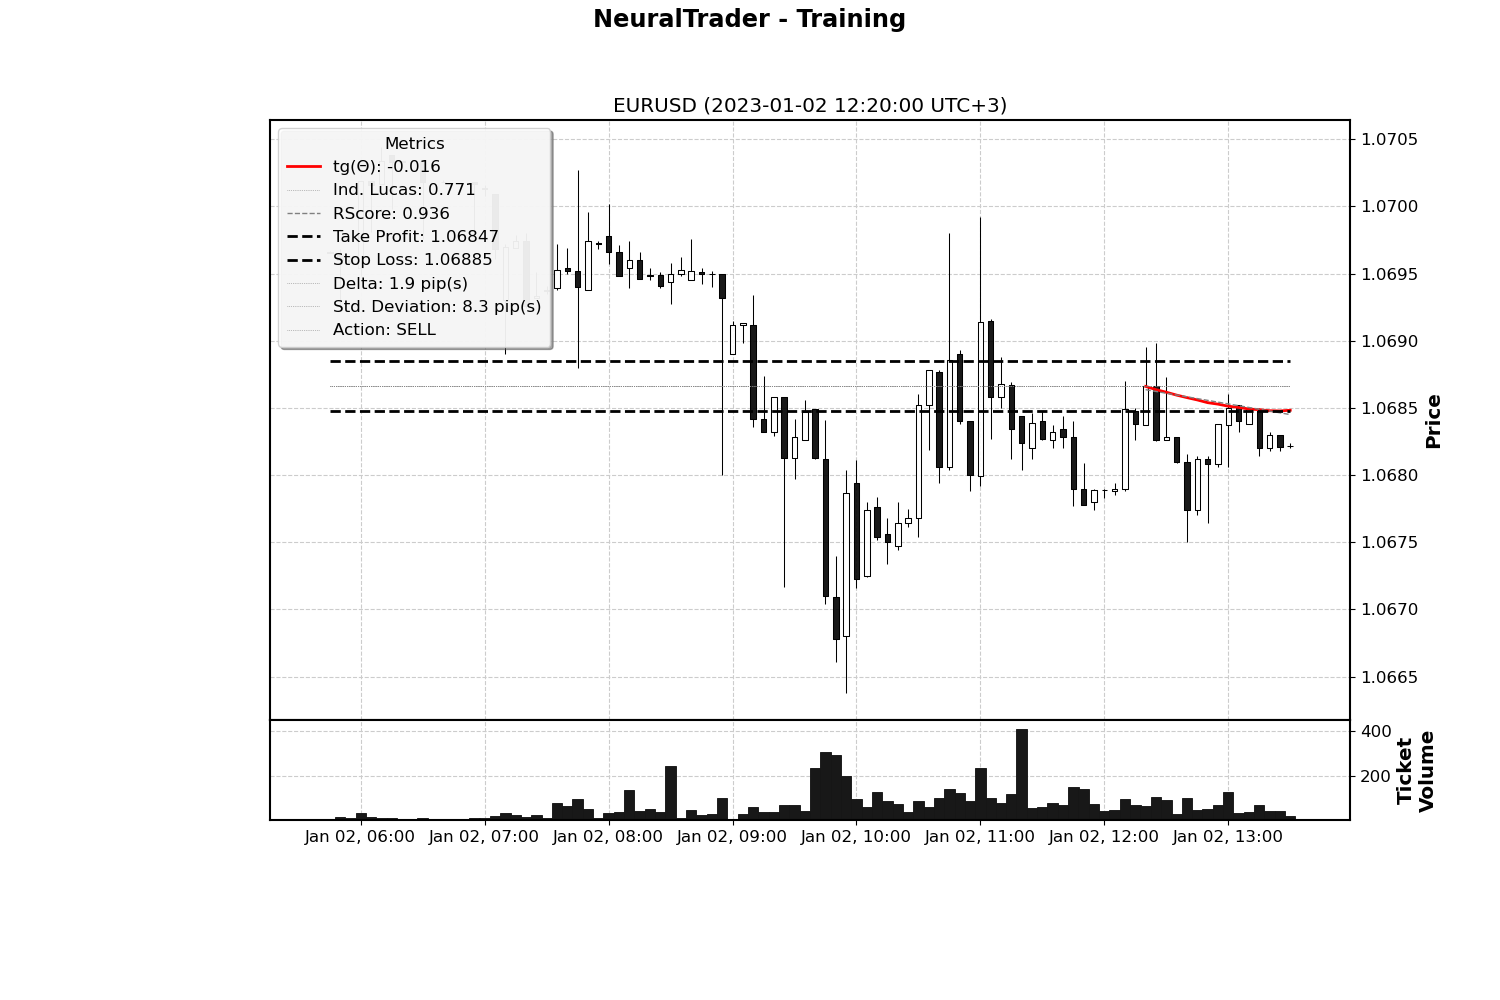 NeuralTrader - Training
EURUSD (2023-01-02 12:20:00 UTC+3)
Metrics
tg(Θ): -0.016
Ind. Lucas: 0.771
RScore: 0.936
Take Profit: 1.06847
Stop Loss: 1.06885
Delta: 1.9 pip(s)
Std. Deviation: 8.3 pip(s)
Action: SELL
1.0705
1.0700
1.0695
1.0690
1.0685
1.0680
1.0675
1.0670
1.0665
Price
400
200
Ticket
Volume
Jan 02, 06:00
Jan 02, 07:00
Jan 02, 08:00
Jan 02, 09:00
Jan 02, 10:00
Jan 02, 11:00
Jan 02, 12:00
Jan 02, 13:00